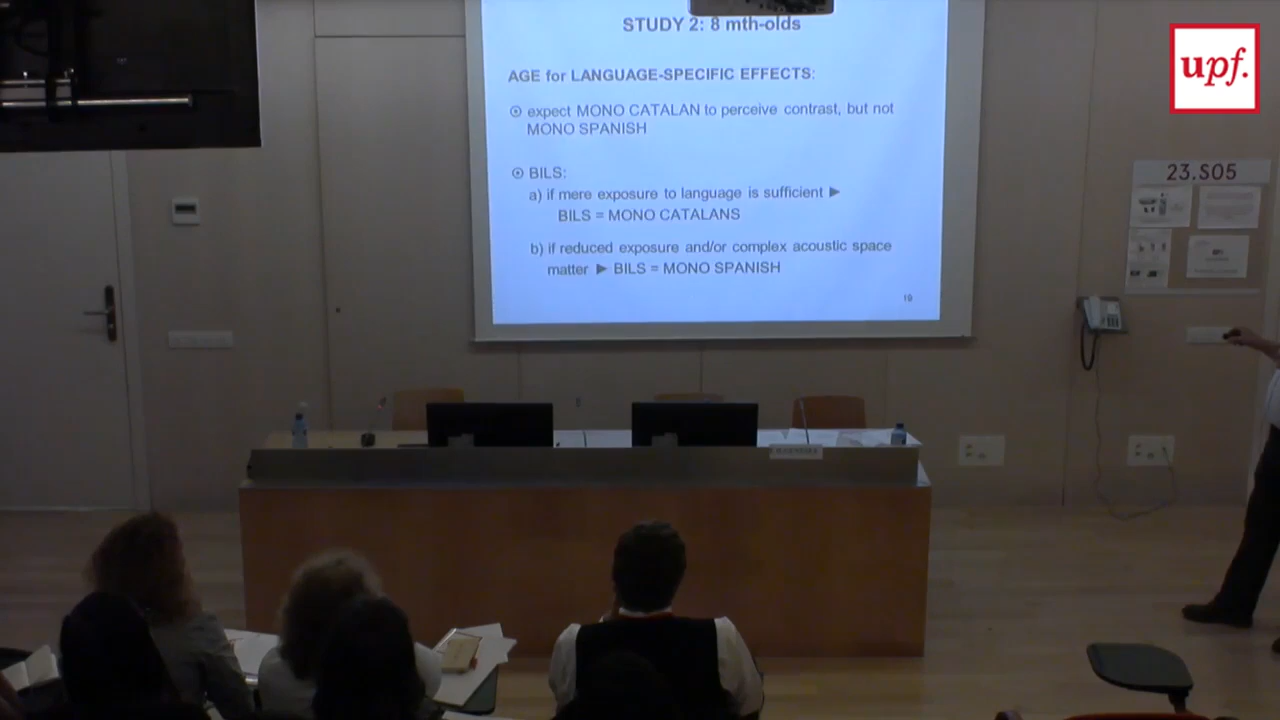 STUDY 2: 8 mth-olds
AGE for LANGUAGE-SPECIFIC EFFECTS:
expect MONO CATALAN to perceive contrast, but not
MONO SPANISH
BILS:
a) if mere exposure to language is sufficient ►
BILS = MONO CATALANS
b) if reduced exposure and/or complex acoustic space
matter ► BILS = MONO SPANISH
19
upf.
23.S05